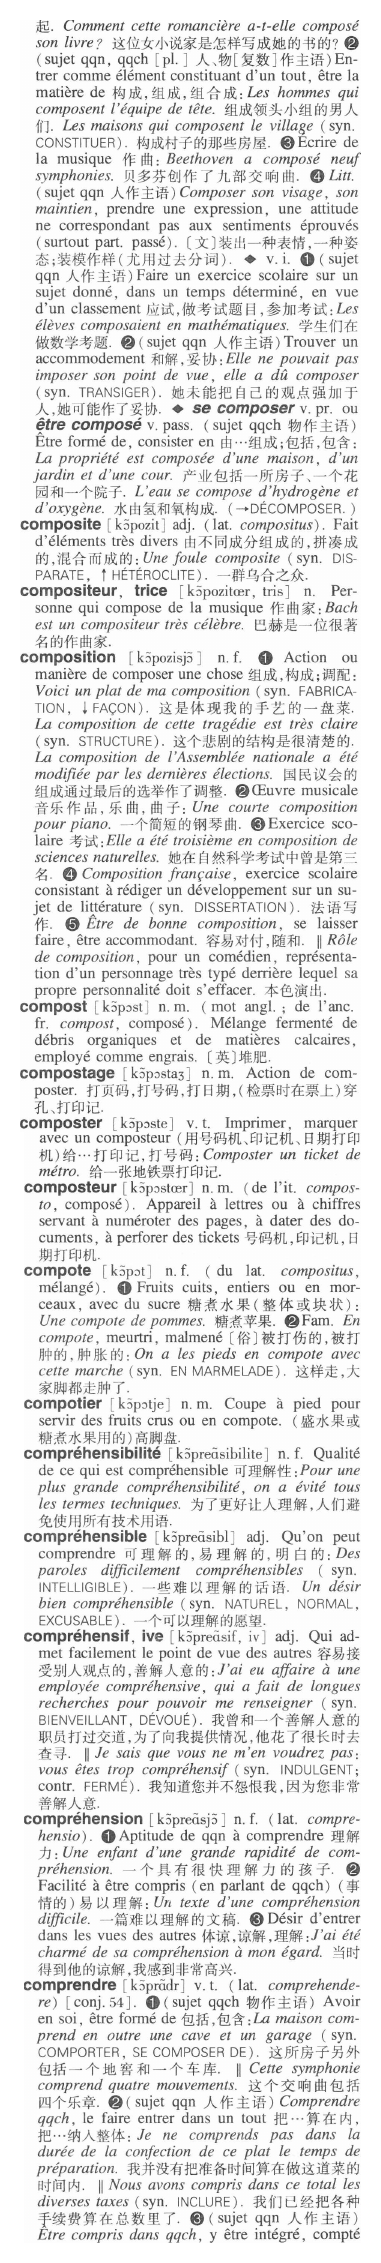 起. Comment cette romancière a-t-elle composé
son livre? 这位女小说家是怎样写成她的书的? ❷
(sujet qqn, qqch [pl.] 人、物[复数]作主语) En-
trer comme élément constituant d'un tout, être la
matière de 构成,组成,组合成: Les hommes qui
composent l'équipe de tête. 组成领头小组的男人
们. Les maisons qui composent le village (syn.
CONSTITUER). 构成村子的那些房屋. ❸ Écrire de
la musique 作曲: Beethoven a composé neuf
symphonies. 贝多芬创作了九部交响曲. ❹ Litt.
(sujet qqn 人作主语) Composer son visage, son
maintien, prendre une expression, une attitude
ne correspondant pas aux sentiments éprouvés
(surtout part. passé). 〔文〕装出一种表情,一种姿
态;装模作样(尤用过去分词). ◆ v. i. ❶ (sujet
qqn 人作主语) Faire un exercice scolaire sur un
sujet donné, dans un temps déterminé, en vue
d'un classement 应试,做考试题目,参加考试: Les
élèves composaient en mathématiques. 学生们在
做数学考题. ❷ (sujet qqn 人作主语) Trouver un
accommodement 和解,妥协: Elle ne pouvait pas
imposer son point de vue, elle a dû composer
(syn. TRANSIGER). 她未能把自己的观点强加于
人,她可能作了妥协. ◆ se composer v. pr. ou
être composé v. pass. (sujet qqch 物作主语)
Être formé de, consister en 由…组成;包括,包含:
La propriété est composée d'une maison, d'un
jardin et d'une cour. 产业包括一所房子、一个花
园和一个院子. L'eau se compose d'hydrogène et
d'oxygène. 水由氢和氧构成. (→DÉCOMPOSER.)
composite [kɔ̃pozit] adj. (lat. compositus). Fait
d'éléments très divers 由不同成分组成的,拼凑成
的,混合而成的: Une foule composite (syn. DIS-
PARATE, ↑HÉTÉROCLITE). 一群乌合之众.
compositeur, trice [kɔ̃pozitœr, tris] n. Per-
sonne qui compose de la musique 作曲家: Bach
est un compositeur très célèbre. 巴赫是一位很著
名的作曲家.
composition [kɔ̃pozisjɔ̃] n. f. ❶ Action ou
manière de composer une chose 组成,构成;调配:
Voici un plat de ma composition (syn. FABRICA-
TION, ↓FAÇON). 这是体现我的手艺的一盘菜.
La composition de cette tragédie est très claire
(syn. STRUCTURE). 这个悲剧的结构是很清楚的.
La composition de l'Assemblée nationale a été
modifiée par les dernières élections. 国民议会的
组成通过最后的选举作了调整. ❷ Œuvre musicale
音乐作品,乐曲,曲子: Une courte composition
pour piano. 一个简短的钢琴曲. ❸ Exercice sco-
laire 考试: Elle a été troisième en composition de
sciences naturelles. 她在自然科学考试中曾是第三
名. ❹ Composition française, exercice scolaire
consistant à rédiger un développement sur un su-
jet de littérature (syn. DISSERTATION). 法语写
作. ❺ Être de bonne composition, se laisser
faire, être accommodant. 容易对付,随和. ‖ Rôle
de composition, pour un comédien, représenta-
tion d'un personnage très typé derrière lequel sa
propre personnalité doit s'effacer. 本色演出.
compost [kɔ̃pɔst] n. m. (mot angl.; de l'anc.
fr. compost, composé). Mélange fermenté de
débris organiques et de matières calcaires,
employé comme engrais. 〔英〕堆肥.
compostage [kɔ̃pɔstaʒ] n. m. Action de com-
poster. 打页码,打号码,打日期,(检票时在票上)穿
孔、打印记.
composter [kɔ̃pɔste] v. t. Imprimer, marquer
avec un composteur (用号码机、印记机、日期打印
机)给…打印记,打号码: Composter un ticket de
métro. 给一张地铁票打印记.
composteur [kɔ̃pɔstœr] n. m. (de l'it. compos-
to, composé). Appareil à lettres ou à chiffres
servant à numéroter des pages, à dater des do-
cuments, à perforer des tickets 号码机,印记机,日
期打印机.
compote [kɔ̃pɔt] n. f. (du lat. compositus,
mélangé). ❶ Fruits cuits, entiers ou en mor-
ceaux, avec du sucre 糖煮水果(整体或块状):
Une compote de pommes. 糖煮苹果. ❷ Fam. En
compote, meurtri, malmené 〔俗〕被打伤的,被打
肿的,肿胀的: On a les pieds en compote avec
cette marche (syn. EN MARMELADE). 这样走,大
家脚都走肿了.
compotier [kɔ̃pɔtje] n. m. Coupe à pied pour
servir des fruits crus ou en compote. (盛水果或
糖煮水果用的)高脚盘.
compréhensibilité [kɔ̃preɑ̃sibilite] n. f. Qualité
de ce qui est compréhensible 可理解性: Pour une
plus grande compréhensibilité, on a évité tous
les termes techniques. 为了更好让人理解,人们避
免使用所有技术用语.
compréhensible [kɔ̃preɑ̃sibl] adj. Qu'on peut
comprendre 可理解的,易理解的,明白的: Des
paroles difficilement compréhensibles (syn.
INTELLIGIBLE). 一些难以理解的话语. Un désir
bien compréhensible (syn. NATUREL, NORMAL,
EXCUSABLE). 一个可以理解的愿望.
compréhensif, ive [kɔ̃preɑ̃sif, iv] adj. Qui ad-
met facilement le point de vue des autres 容易接
受别人观点的,善解人意的: J'ai eu affaire à une
employée compréhensive, qui a fait de longues
recherches pour pouvoir me renseigner (syn.
BIENVEILLANT, DÉVOUÉ). 我曾和一个善解人意的
职员打过交道,为了向我提供情况,他花了很长时去
查寻. ‖ Je sais que vous ne m'en voudrez pas:
vous êtes trop compréhensif (syn. INDULGENT;
contr. FERMÉ). 我知道您并不怨恨我,因为您非常
善解人意.
compréhension [kɔ̃preɑ̃sjɔ̃] n. f. (lat. compre-
hensio). ❶ Aptitude de qqn à comprendre 理解
力: Une enfant d'une grande rapidité de com-
préhension. 一个具有很快理解力的孩子. ❷
Facilité à être compris (en parlant de qqch) (事
情的)易以理解: Un texte d'une compréhension
difficile. 一篇难以理解的文稿. ❸ Désir d'entrer
dans les vues des autres 体谅,谅解,理解: J'ai été
charmé de sa compréhension à mon égard. 当时
得到他的谅解,我感到非常高兴.
comprendre [kɔ̃prɑ̃dr] v. t. (lat. comprehende-
re) [conj. 54]. ❶ (sujet qqch 物作主语) Avoir
en soi, être formé de 包括,包含: La maison com-
prend en outre une cave et un garage (syn.
COMPORTER, SE COMPOSER DE). 这所房子另外
包括一个地窖和一个车库. ‖ Cette symphonie
comprend quatre mouvements. 这个交响曲包括
四个乐章. ❷ (sujet qqn 人作主语) Comprendre
qqch, le faire entrer dans un tout 把…算在内,
把…纳入整体: Je ne comprends pas dans la
durée de la confection de ce plat le temps de
préparation. 我并没有把准备时间算在做这道菜的
时间内. ‖ Nous avons compris dans ce total les
diverses taxes (syn. INCLURE). 我们已经把各种
手续费算在总数里了. ❸ (sujet qqn 人作主语)
Être compris dans qqch, y être intégré, compté